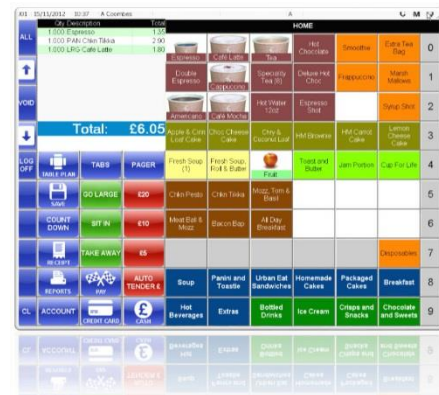 X01 15/11/2012 10:37 A Coombes A U M
Qty Description Total
HOME
ALL
1.000 Espresso 1.35
1.000 PAN Chkn Tikka 2.90
1.000 LRG Cafe Latte 1.80
Espresso
Café Latte
Tea
Hot Chocolate
Smoothie
Extra Tea Bag
0
Double Espresso
Cappuccino
Speciality Tea (6)
Deluxe Hot Choc
Frappuccino
Marsh Mallows
1
VOID
Americano
Café Mocha
Hot Water 12oz
Espresso Shot
Syrup Shot
2
Total: £6.05
Apple & Cinn Loaf Cake
Choc Cheese Cake
Chry & Coconut Loaf
HM Brownie
HM Carrot Cake
Lemon Cheese Cake
3
LOG OFF
TABLE PLAN
TABS
PAGER
Fresh Soup (1)
Fresh Soup, Roll & Butter
Fruit
Toast and Butter
Jam Portion
Cup For Life
4
SAVE
GO LARGE
£20
Chkn Pesto
Chkn Tikka
Mozz, Tom & Basil
5
COUNT DOWN
SIT IN
£10
Meat Ball & Mozz
Bacon Bap
All Day Breakfast
6
RECEIPT
TAKE AWAY
£5
Disposables
7
REPORTS
PAY
AUTO TENDER £
Soup
Panini and Toastie
Urban Eat Sandwiches
Homemade Cakes
Packaged Cakes
Breakfast
8
CL
ACCOUNT
CREDIT CARD
£
CASH
Hot Beverages
Extras
Bottled Drinks
Ice Cream
Crisps and Snacks
Chocolate and Sweets
9